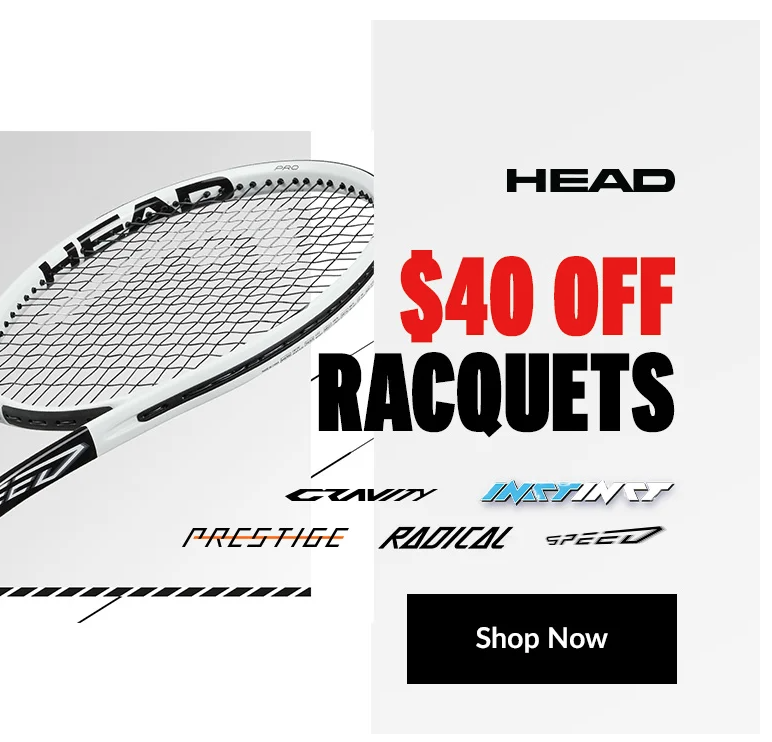 PRO
HEAD
HEAD
$40 OFF
RACQUETS
GRAVITY INSTINCT
PRESTIGE RADICAL SPEED
Shop Now